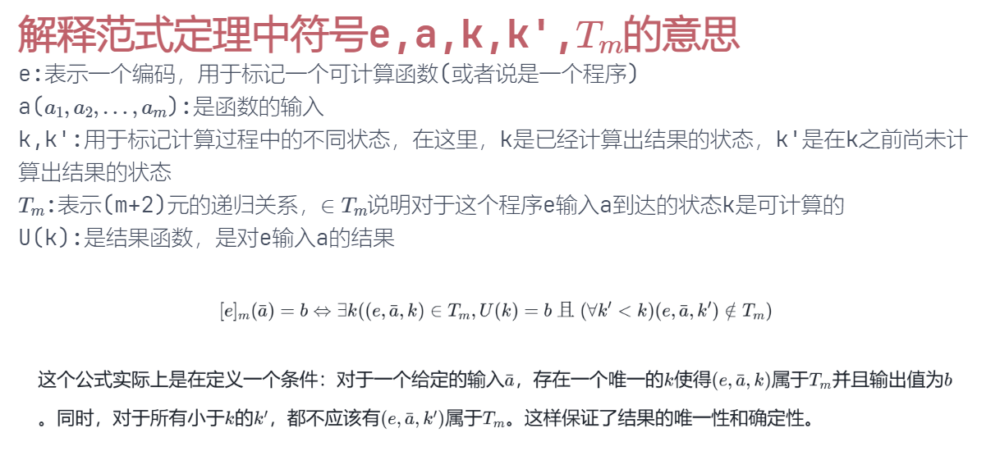 解释范式定理中符号e,a,k,k',$T_m$的意思
e:表示一个编码，用于标记一个可计算函数(或者说是一个程序)
a($a_1,a_2,\ldots,a_m$):是函数的输入
k,k':用于标记计算过程中的不同状态，在这里，k是已经计算出结果的状态，k'是在k之前尚未计
算出结果的状态
$T_m$:表示(m+2)元的递归关系，$\in T_m$说明对于这个程序e输入a到达的状态k是可计算的
U(k):是结果函数，是对e输入a的结果
$[e]_m(\bar{a}) = b \Leftrightarrow \exists k((e,\bar{a},k) \in T_m, U(k) = b \text{ 且 } (\forall k' < k)(e,\bar{a},k') \notin T_m)$
这个公式实际上是在定义一个条件：对于一个给定的输入$\bar{a}$，存在一个唯一的$k$使得$(e,\bar{a},k)$属于$T_m$并且输出值为$b$
。同时，对于所有小于$k$的$k'$，都不应该有$(e,\bar{a},k')$属于$T_m$。这样保证了结果的唯一性和确定性。